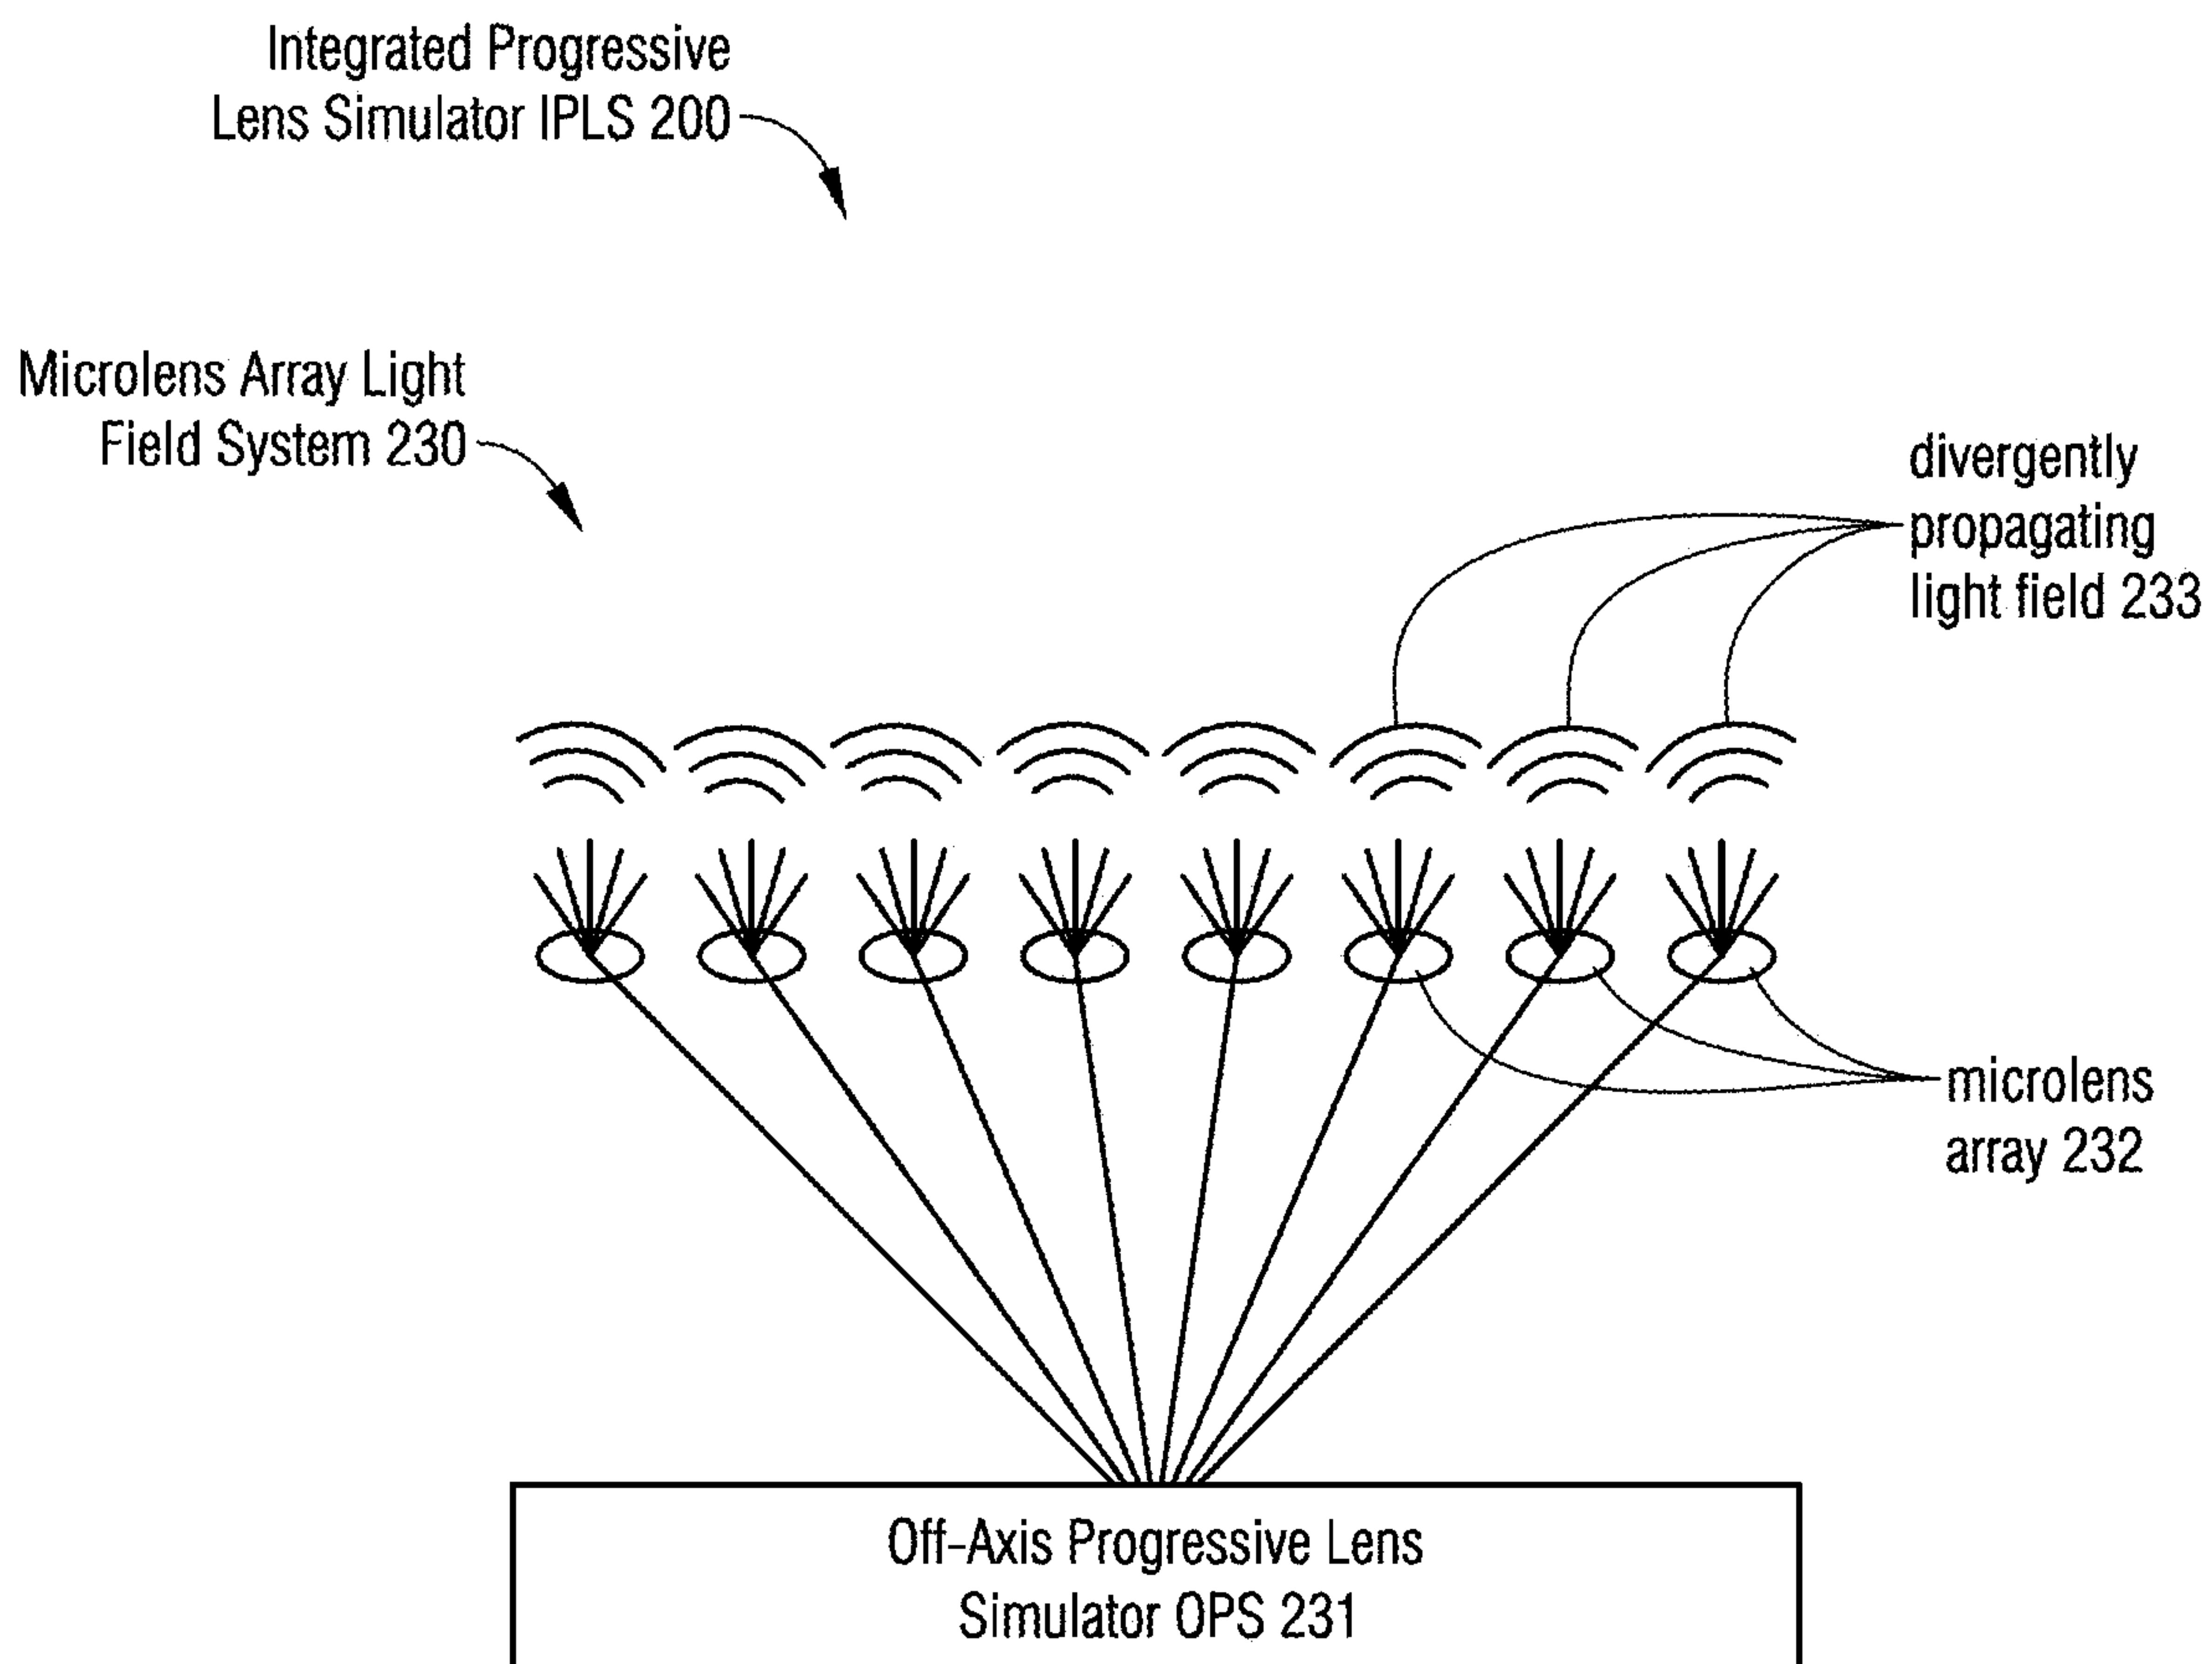 Integrated Progressive
Lens Simulator IPLS 200
Microlens Array Light
Field System 230
divergently
propagating
light field 233
microlens
array 232
Off-Axis Progressive Lens
Simulator OPS 231